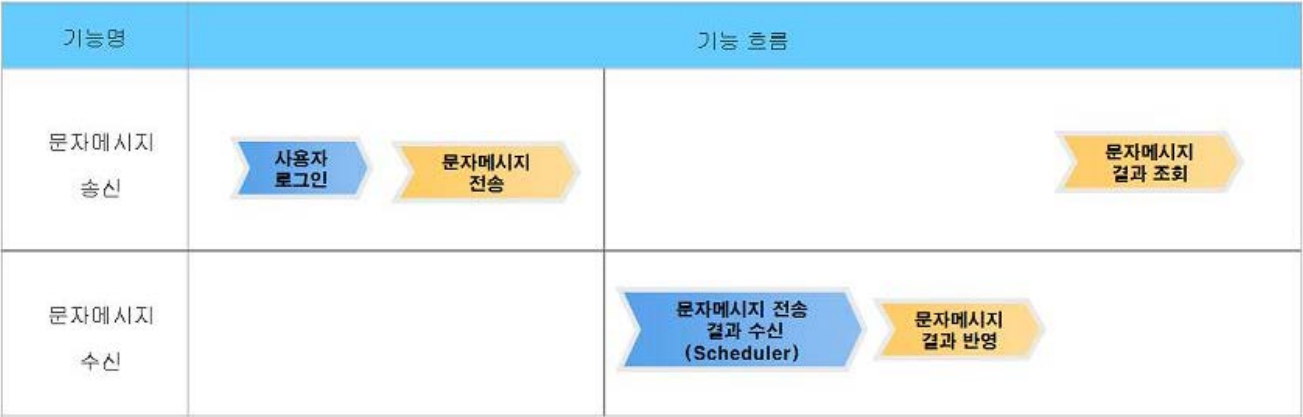 기능명
기능 흐름
문자메시지
송신
사용자
로그인
문자메시지
전송
문자메시지
결과 조회
문자메시지
수신
문자메시지 전송
결과 수신
(Scheduler)
문자메시지
결과 반영